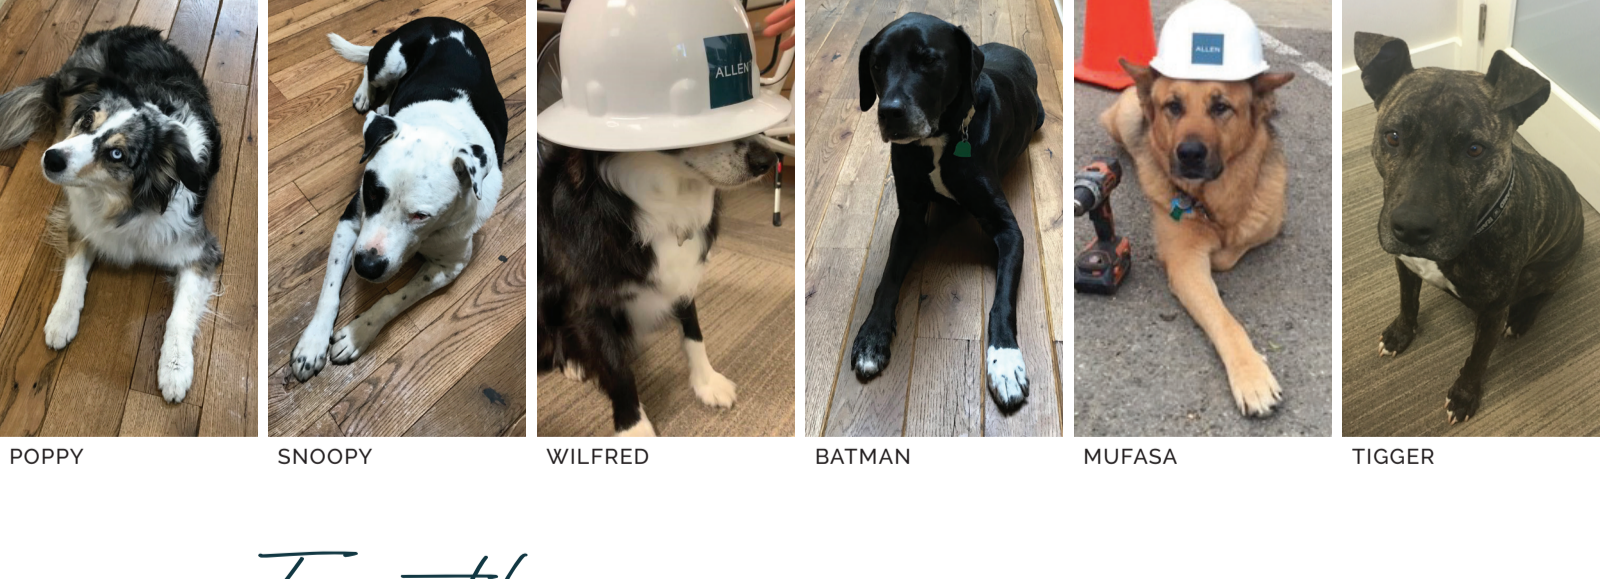 ALLEN
ALLEN
POPPY
SNOOPY
WILFRED
BATMAN
MUFASA
TIGGER